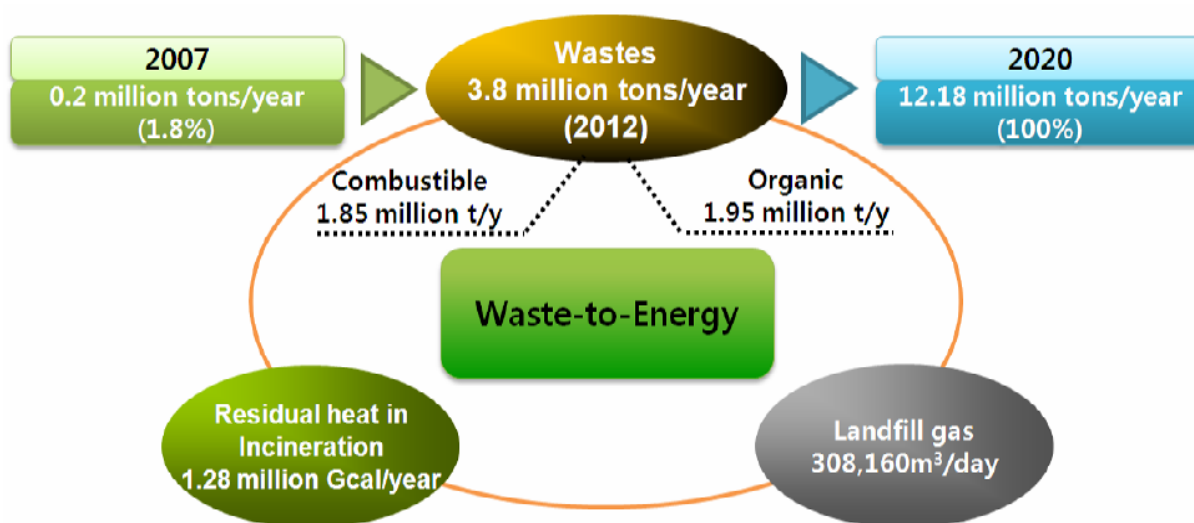 2007
0.2 million tons/year
(1.8%)
Wastes
3.8 million tons/year
(2012)
2020
12.18 million tons/year
(100%)
Combustible
1.85 million t/y
Organic
1.95 million t/y
Waste-to-Energy
Residual heat in
Incineration
1.28 million Gcal/year
Landfill gas
308,160m³/day